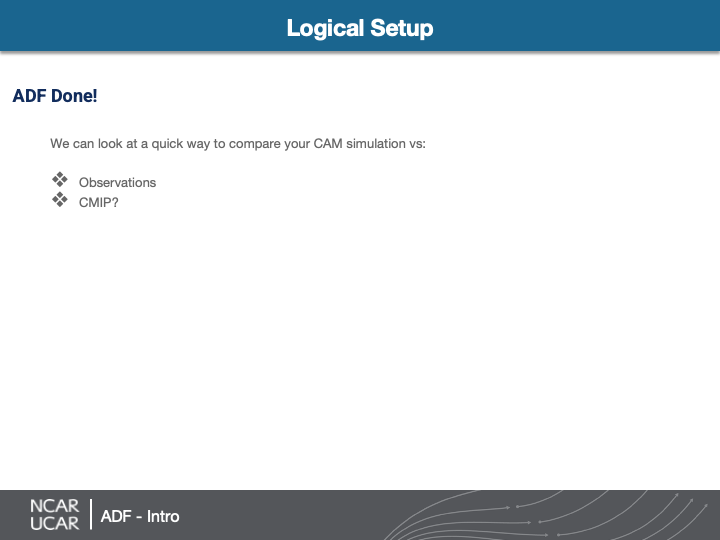 Logical Setup
ADF Done!
We can look at a quick way to compare your CAM simulation vs:
❖ Observations
❖ CMIP?
NCAR
UCAR
ADF - Intro